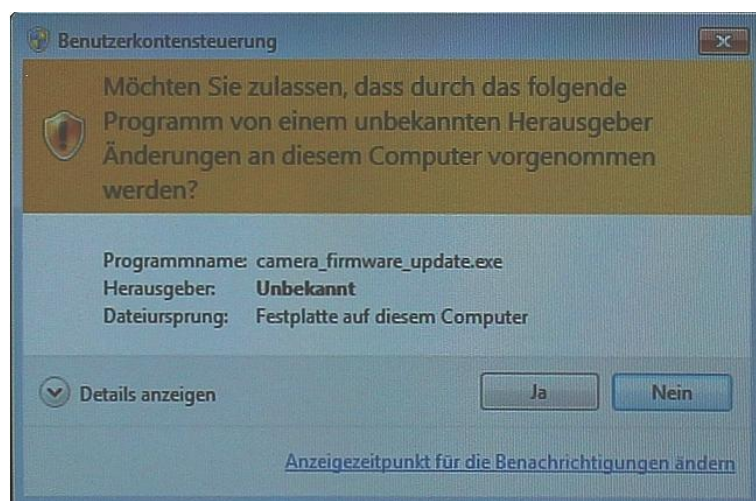 Benutzerkontensteuerung
Möchten Sie zulassen, dass durch das folgende
Programm von einem unbekannten Herausgeber
Änderungen an diesem Computer vorgenommen
werden?
Programmname: camera_firmware_update.exe
Herausgeber: Unbekannt
Dateiursprung: Festplatte auf diesem Computer
Details anzeigen Ja Nein
Anzeigezeitpunkt für die Benachrichtigungen ändern